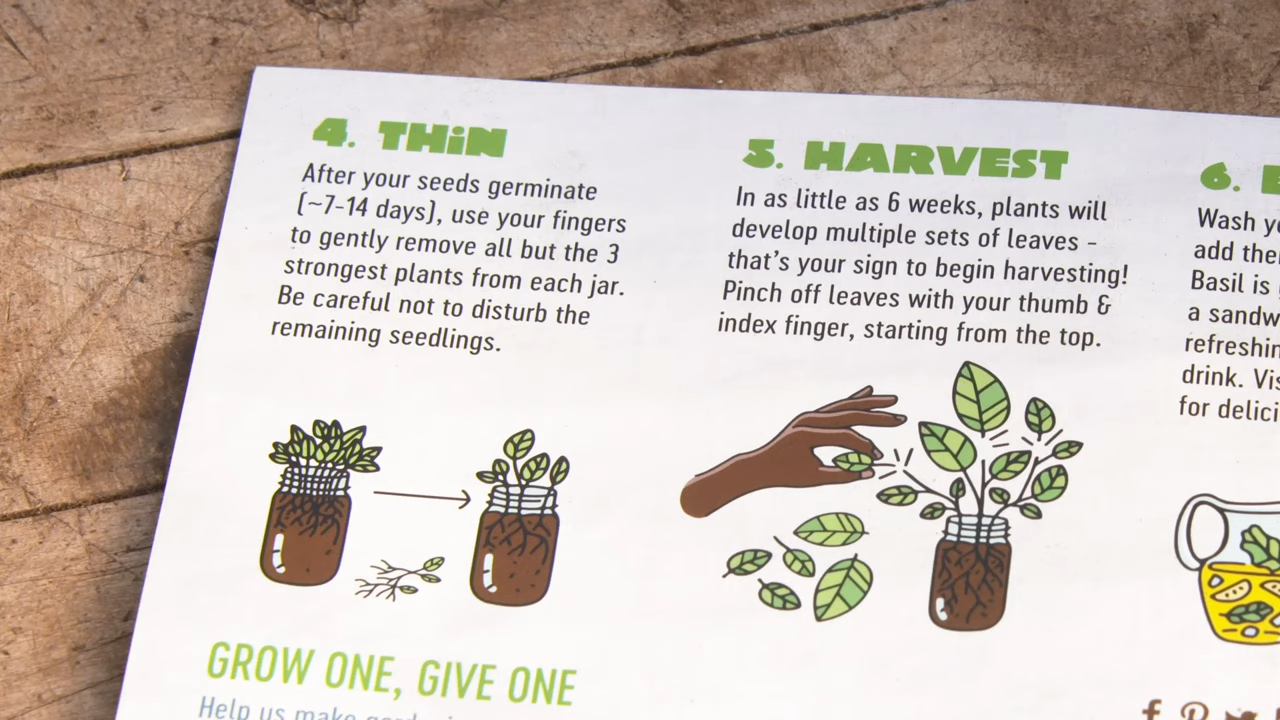 4. THiN
After your seeds germinate
(~7-14 days), use your fingers
to gently remove all but the 3
strongest plants from each jar.
Be careful not to disturb the
remaining seedlings.
5. HARVEST
In as little as 6 weeks, plants will
develop multiple sets of leaves -
that's your sign to begin harvesting!
Pinch off leaves with your thumb &
index finger, starting from the top.
6.
Wash
add
Basil is
a
drink.
for
GROW ONE, GIVE ONE
Help us make